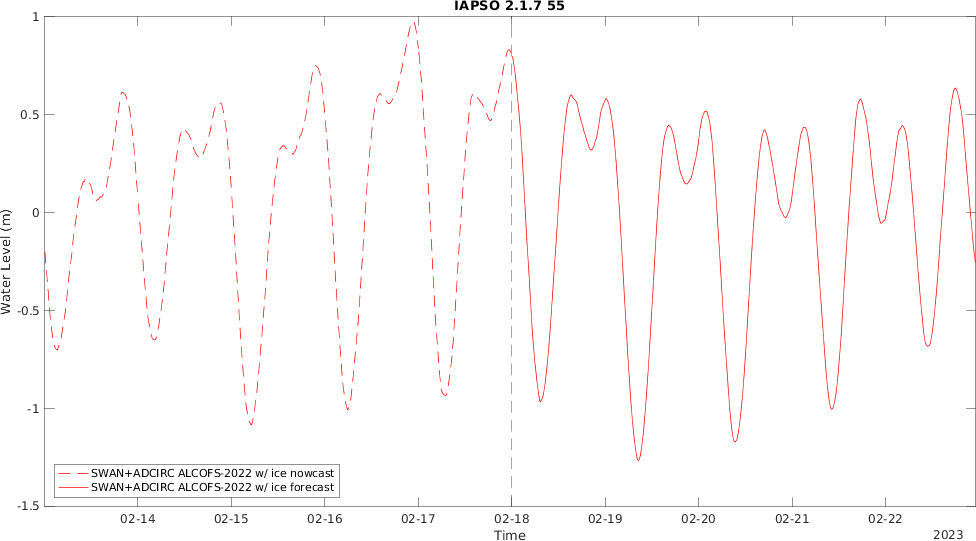 IAPSO 2.1.7 55
1
0.5
0
-0.5
-1
-1.5
Water Level (m)
SWAN+ADCIRC ALCOFS-2022 w/ ice nowcast
SWAN+ADCIRC ALCOFS-2022 w/ ice forecast
02-14 02-15 02-16 02-17 02-18 02-19 02-20 02-21 02-22
Time
2023